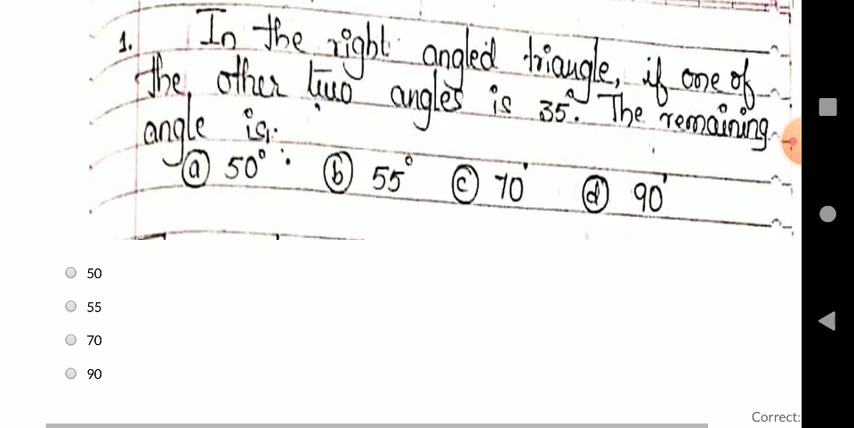 1. In the right angled triangle, if one of
the other two angles is 35°. The remaining
angle is:
(a) 50° (b) 55° (c) 70° (d) 90°
50
55
70
90
Correct: